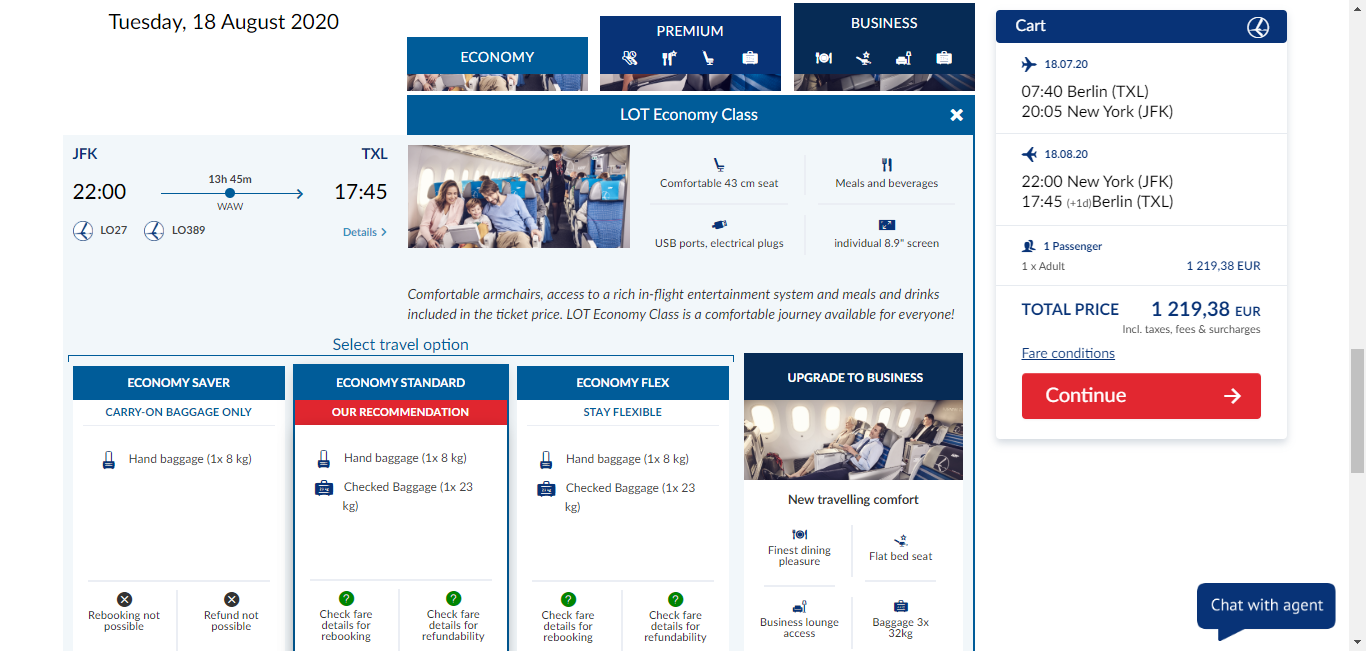 Tuesday, 18 August 2020
ECONOMY
PREMIUM
BUSINESS
LOT Economy Class
JFK
TXL
22:00
13h 45m
WAW
17:45
LO27
LO389
Details
Comfortable 43 cm seat
Meals and beverages
USB ports, electrical plugs
individual 8.9" screen
Comfortable armchairs, access to a rich in-flight entertainment system and meals and drinks
included in the ticket price. LOT Economy Class is a comfortable journey available for everyone!
Select travel option
ECONOMY SAVER
CARRY-ON BAGGAGE ONLY
Hand baggage (1x 8 kg)
Rebooking not
possible
Refund not
possible
ECONOMY STANDARD
OUR RECOMMENDATION
Hand baggage (1x 8 kg)
Checked Baggage (1x 23
kg)
Check fare
details for
rebooking
Check fare
details for
refundability
ECONOMY FLEX
STAY FLEXIBLE
Hand baggage (1x 8 kg)
Checked Baggage (1x 23
kg)
Check fare
details for
rebooking
Check fare
details for
refundability
UPGRADE TO BUSINESS
New travelling comfort
Finest dining
pleasure
Flat bed seat
Business lounge
access
Baggage 3x
32kg
Cart
18.07.20
07:40 Berlin (TXL)
20:05 New York (JFK)
18.08.20
22:00 New York (JFK)
17:45 (+1d)Berlin (TXL)
1 Passenger
1 x Adult 1 219,38 EUR
TOTAL PRICE 1 219,38 EUR
Incl. taxes, fees & surcharges
Fare conditions
Continue
Chat with agent